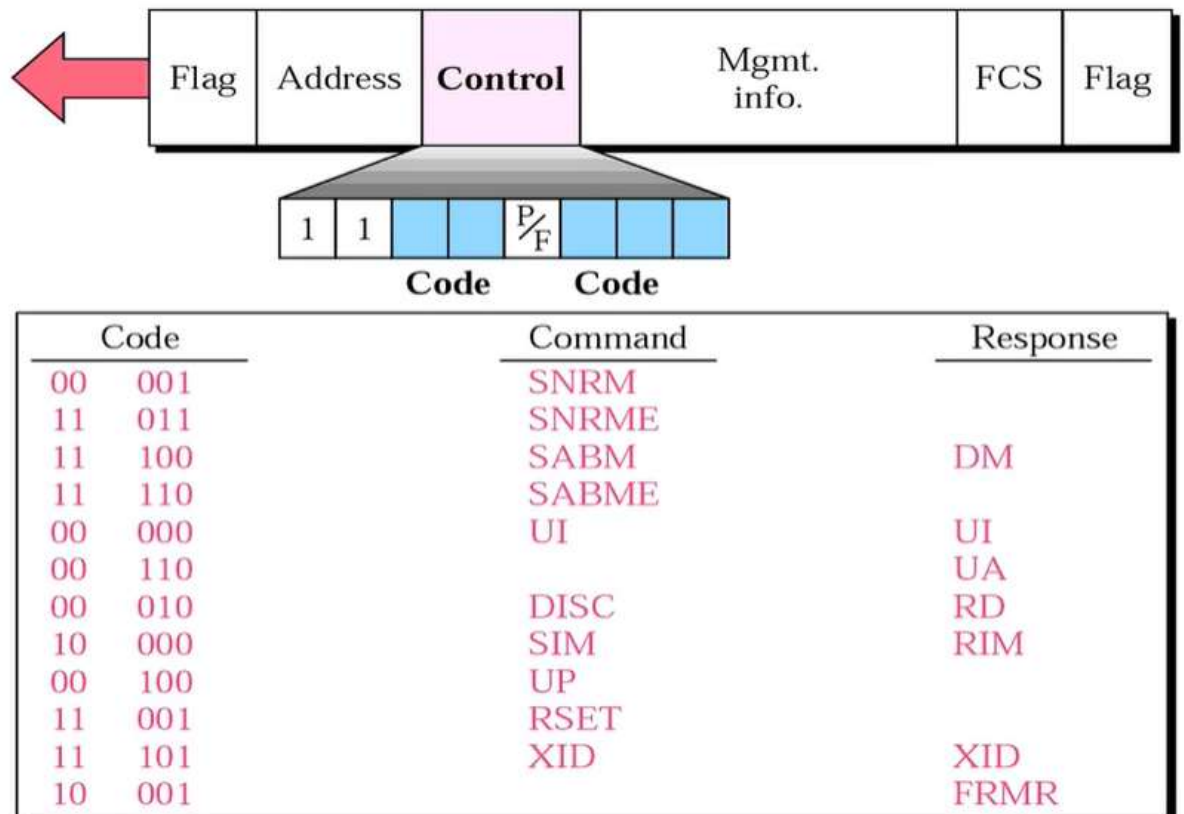 Flag Address Control Mgmt. info. FCS Flag
1 1 P/F
Code Code
Code Command Response
00 001 SNRM
11 011 SNRME
11 100 SABM DM
11 110 SABME
00 000 UI UI
00 110 UA
00 010 DISC RD
10 000 SIM RIM
00 100 UP
11 001 RSET
11 101 XID XID
10 001 FRMR